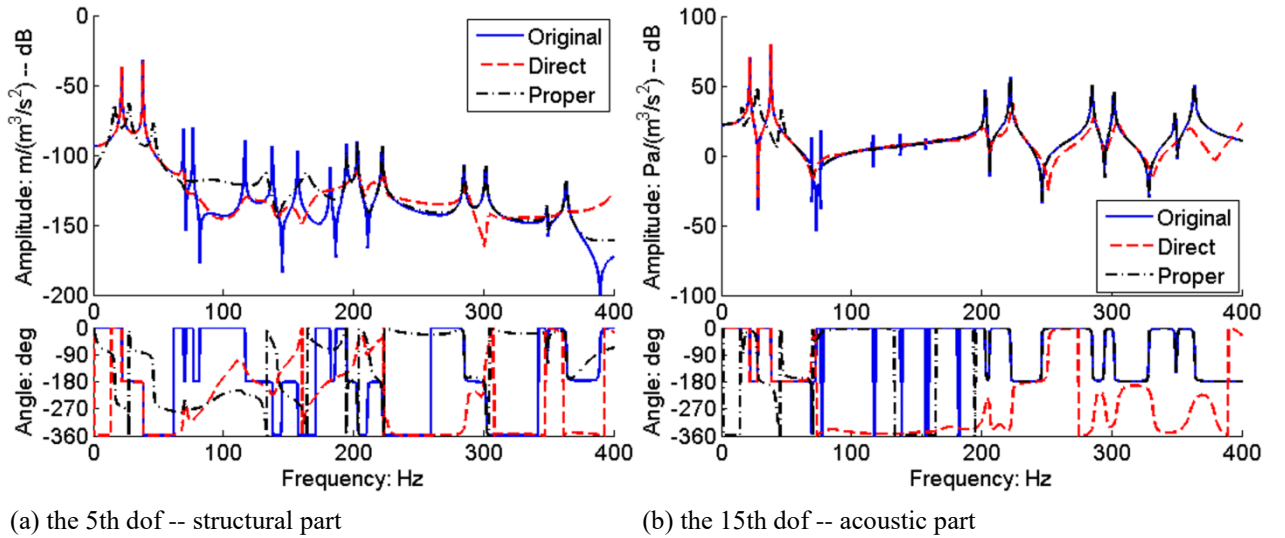 0
-50
-100
-150
-200
Amplitude: m/(m³/s²) -- dB
Original
Direct
Proper
0 100 200 300 400
0
-90
-180
-270
-360
Angle: deg
0 100 200 300 400
Frequency: Hz
(a) the 5th dof -- structural part
100
50
0
-50
-100
Amplitude: Pa/(m³/s²) -- dB
Original
Direct
Proper
0 100 200 300 400
0
-90
-180
-270
-360
Angle: deg
0 100 200 300 400
Frequency: Hz
(b) the 15th dof -- acoustic part